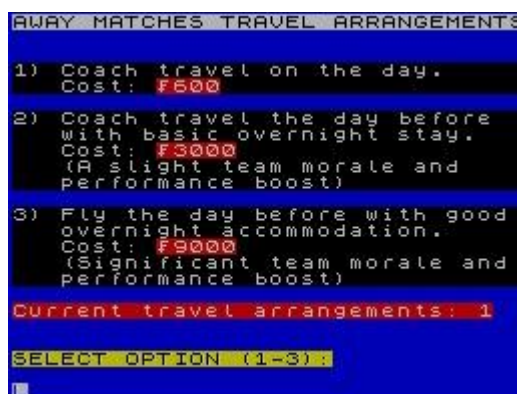 AWAY MATCHES TRAVEL ARRANGEMENTS
1) Coach travel on the day.
Cost: ₣600
2) Coach travel the day before
with basic overnight stay.
Cost: ₣3000
(A slight team morale and
performance boost)
3) Fly the day before with good
overnight accommodation.
Cost: ₣9000
(Significant team morale and
performance boost)
Current travel arrangements: 1
SELECT OPTION (1-3):
L